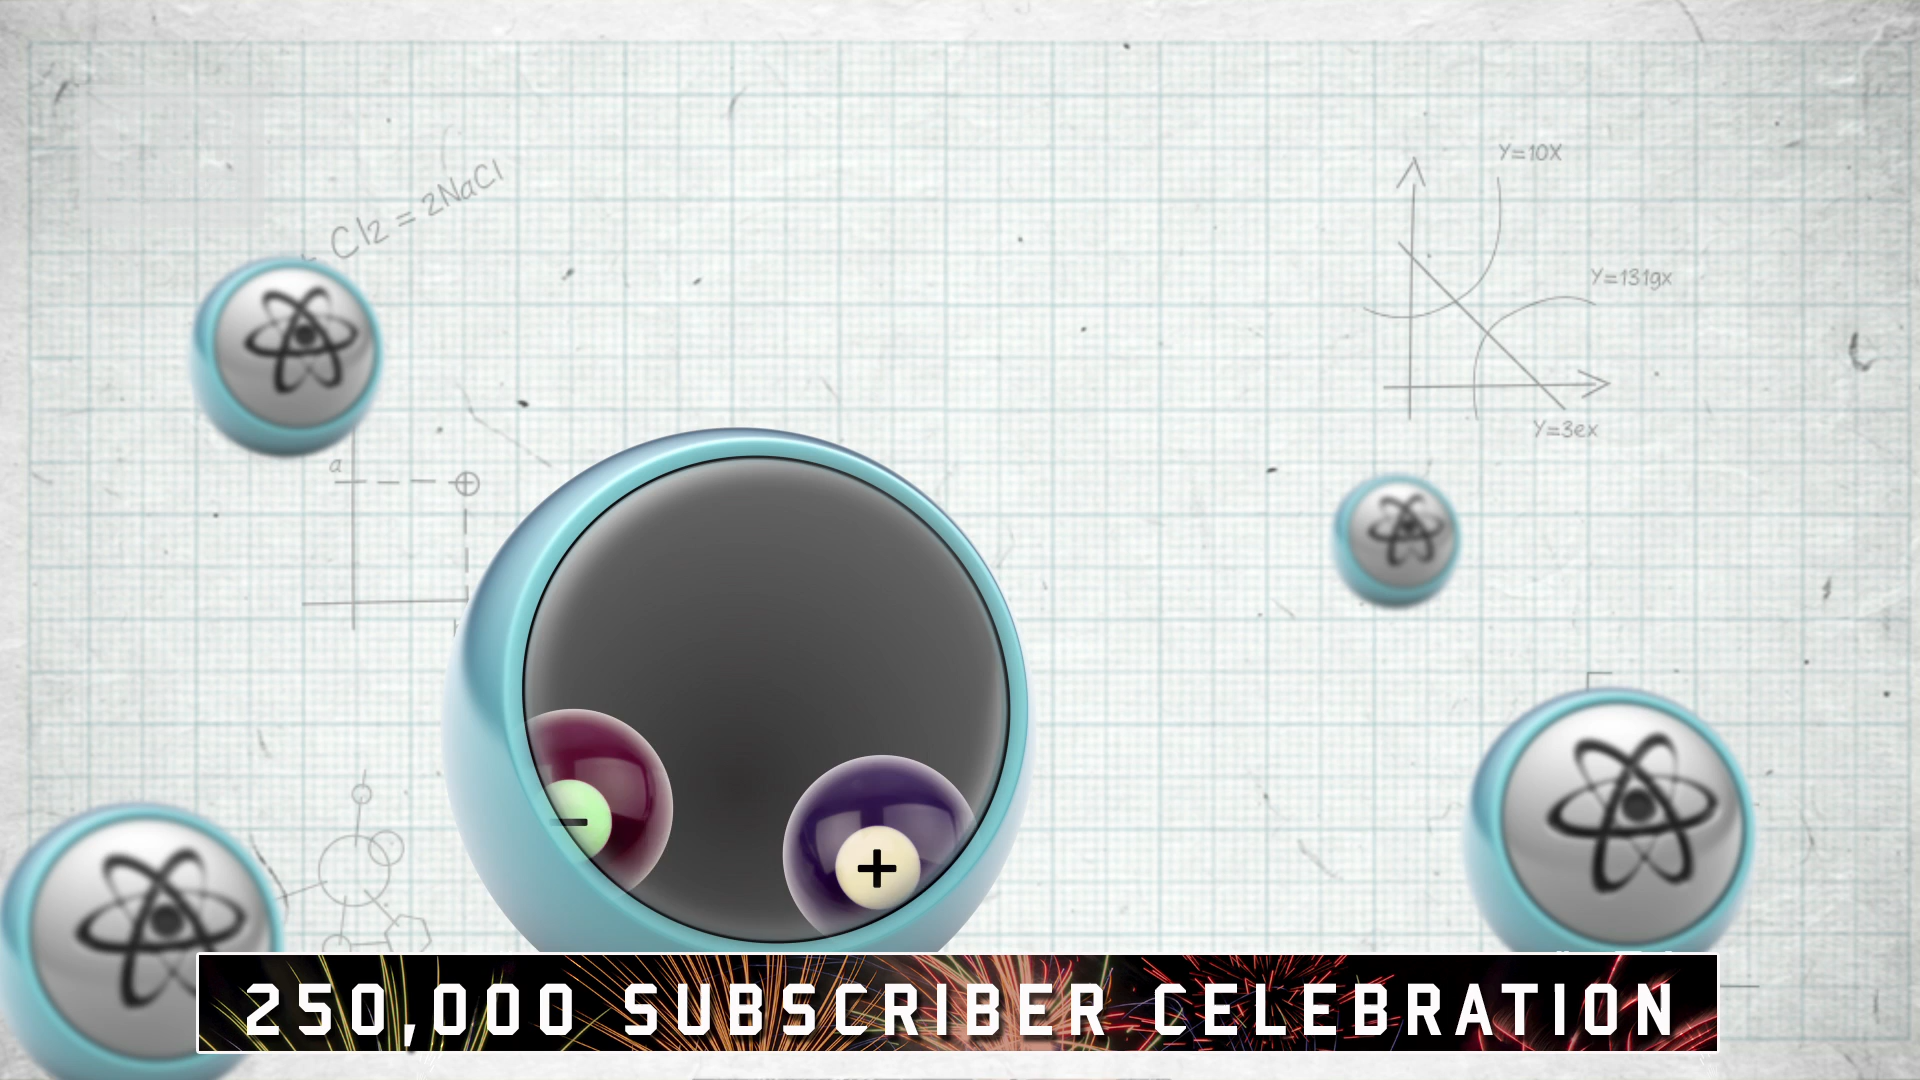 Cl2 = 2NaCl
Y=10X
Y=131gx
Y=3ex
a
-
+
250,000 SUBSCRIBER CELEBRATION